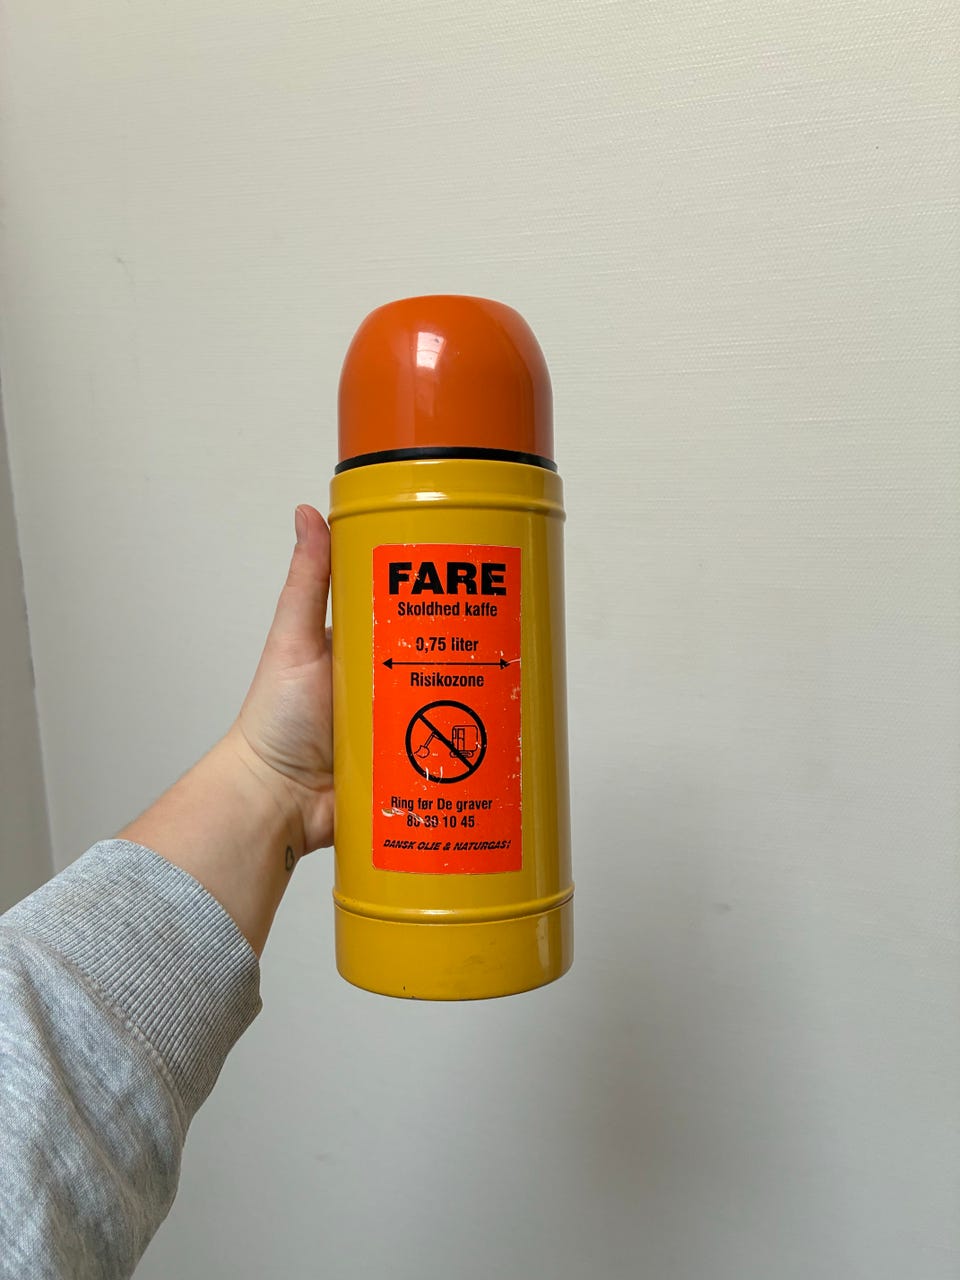 FARE
Skoldhed kaffe
0,75 liter
Risikozone
Ring før De graver
80 30 10 45
DANSK OLIE & NATURGAS